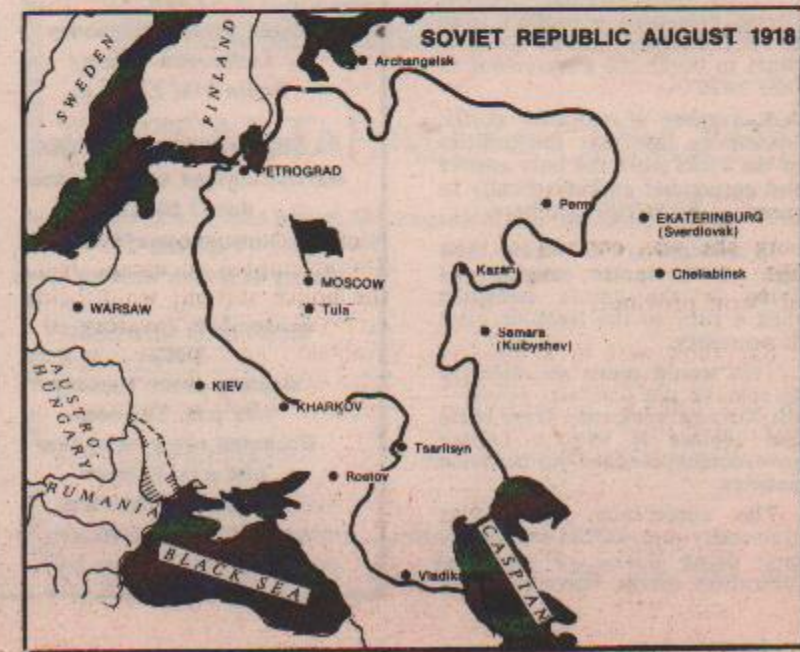 SOVIET REPUBLIC AUGUST 1918
Archangelsk
SWEDEN
FINLAND
PETROGRAD
Perm
EKATERINBURG
(Sverdlovsk)
Kazan
Cheliabinsk
MOSCOW
Tula
WARSAW
Samara
(Kuibyshev)
AUSTRO-
HUNGARY
KIEV
KHARKOV
Tsaritsyn
Rostov
RUMANIA
BLACK SEA
CASPIAN